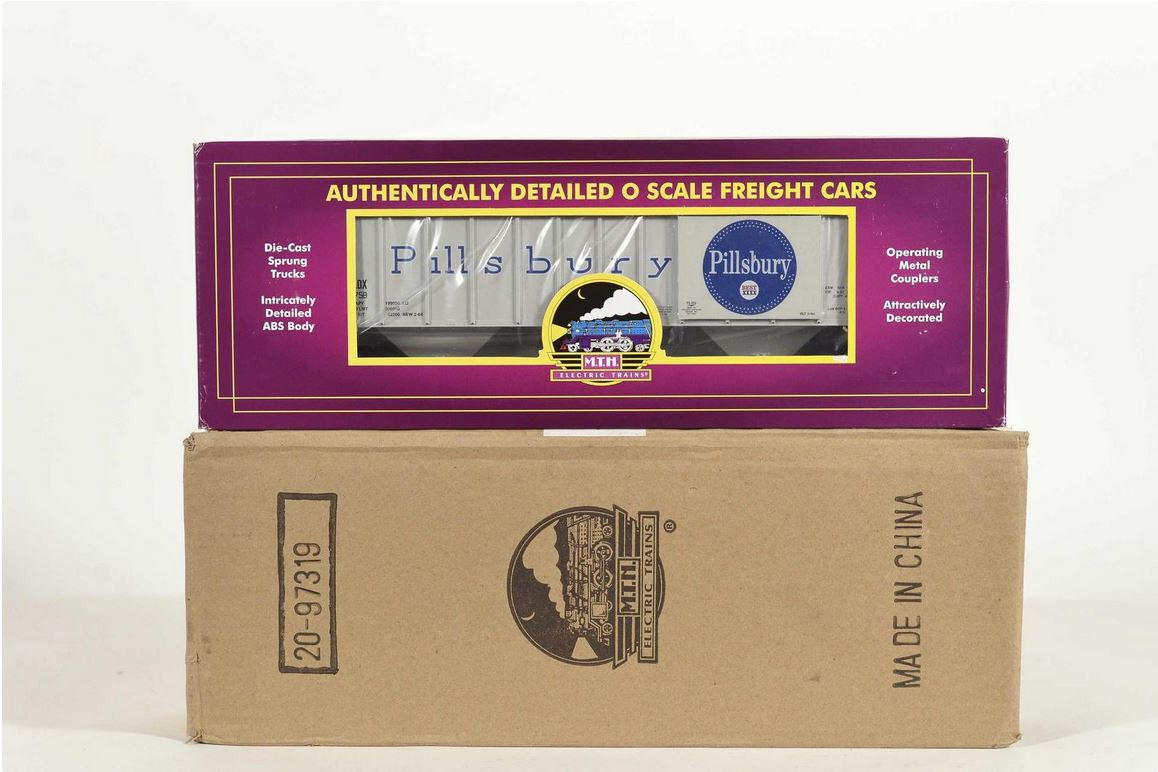 AUTHENTICALLY DETAILED O SCALE FREIGHT CARS
Die-Cast
Sprung
Trucks
Intricately
Detailed
ABS Body
Pillsbury
Pillsbury
BEST
XXXX
Operating
Metal
Couplers
Attractively
Decorated
M.T.H.
ELECTRIC TRAINS®
20-97319
M.T.H.
ELECTRIC TRAINS
®
MADE IN CHINA